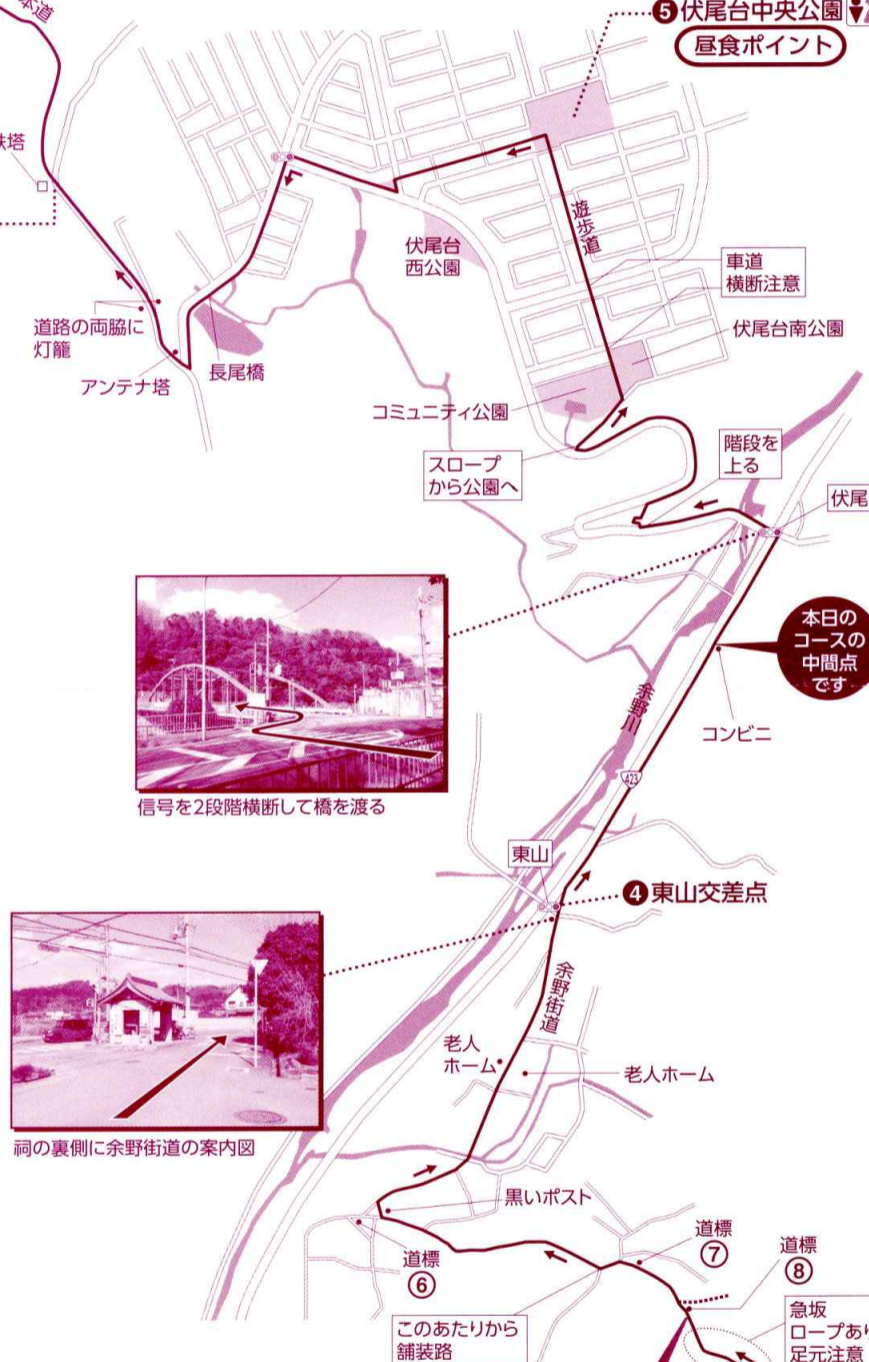 本道
❺伏尾台中央公園
昼食ポイント
鉄塔
遊歩道
伏尾台
西公園
車道
横断注意
道路の両脇に
灯籠
伏尾台南公園
アンテナ塔
長尾橋
コミュニティ公園
階段を
上る
スロープ
から公園へ
伏尾
本日の
コースの
中間点
です
余野川
コンビニ
423
信号を2段階横断して橋を渡る
東山
❹東山交差点
余野街道
老人
ホーム
老人ホーム
祠の裏側に余野街道の案内図
黒いポスト
道標
⑦
道標
⑧
道標
⑥
このあたりから
舗装路
急坂
ロープあり
足元注意